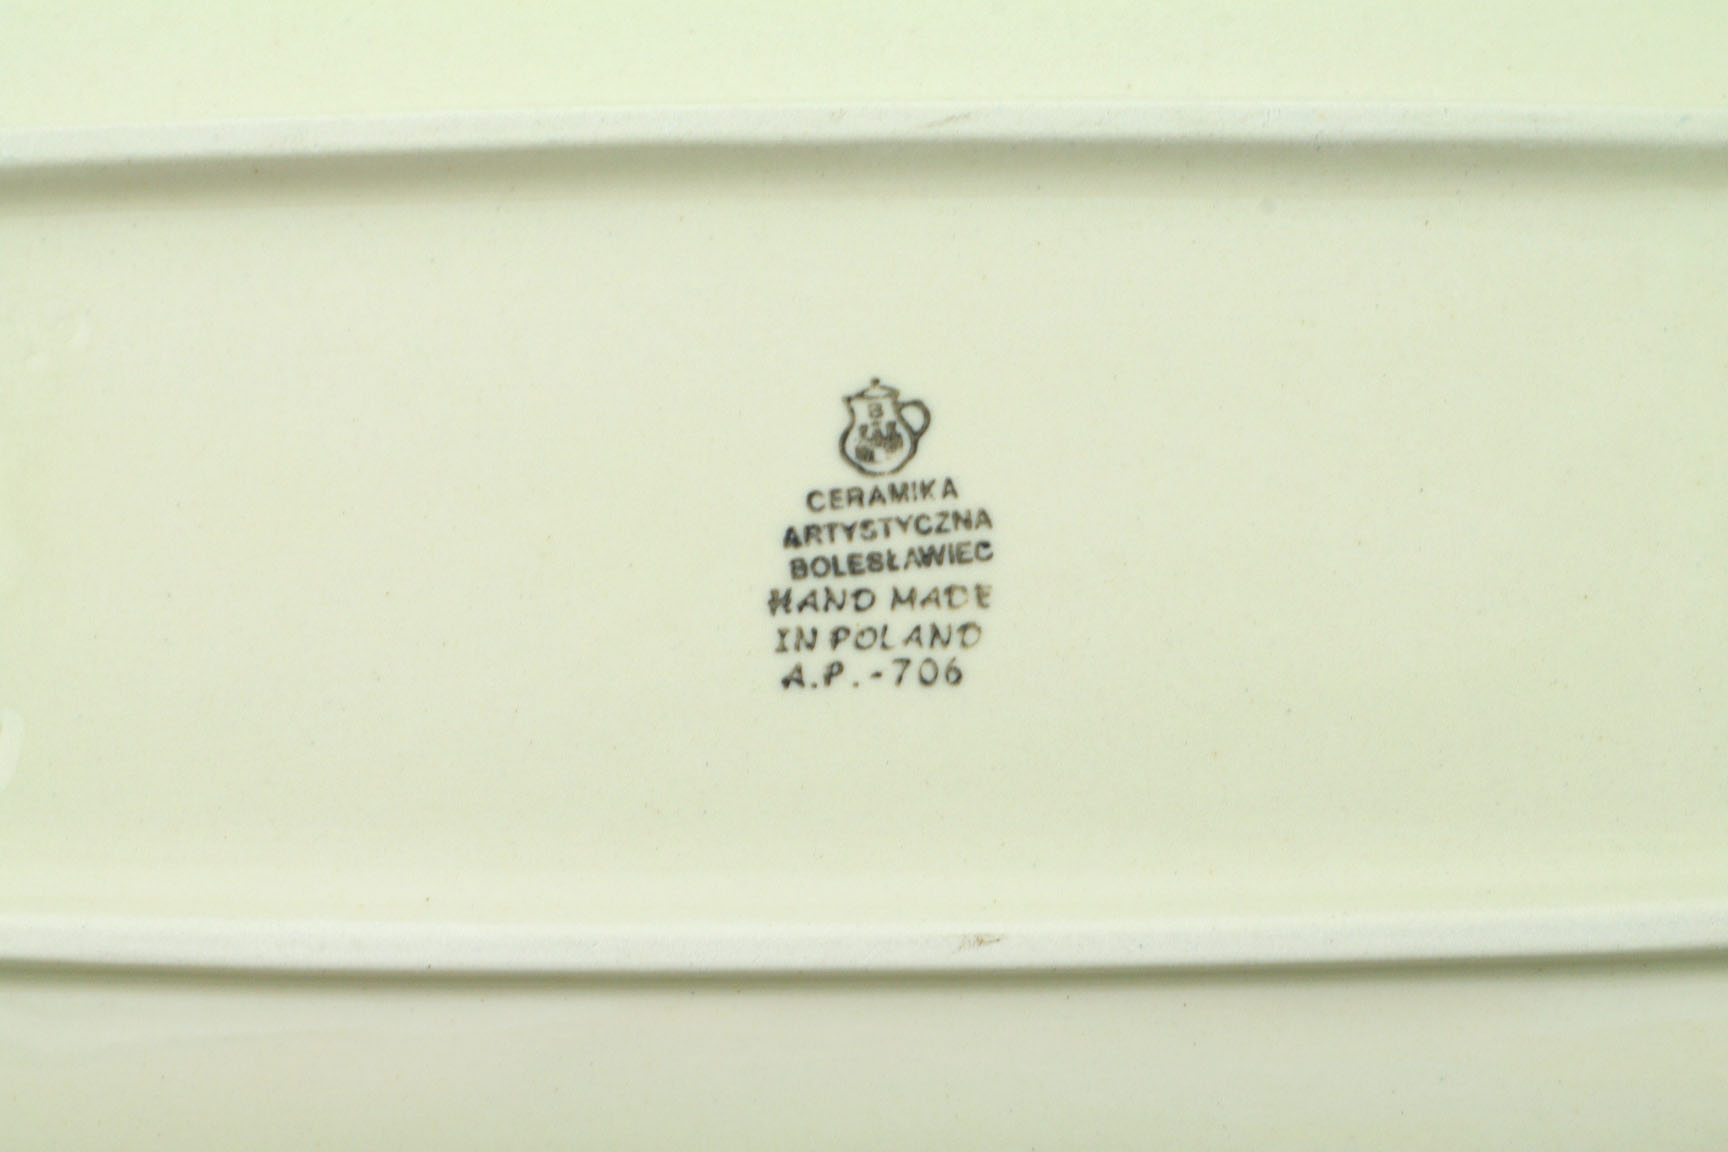 B
CERAMIKA
ARTYSTYCZNA
BOLESŁAWIEC
HAND MADE
IN POLAND
A.P.-706